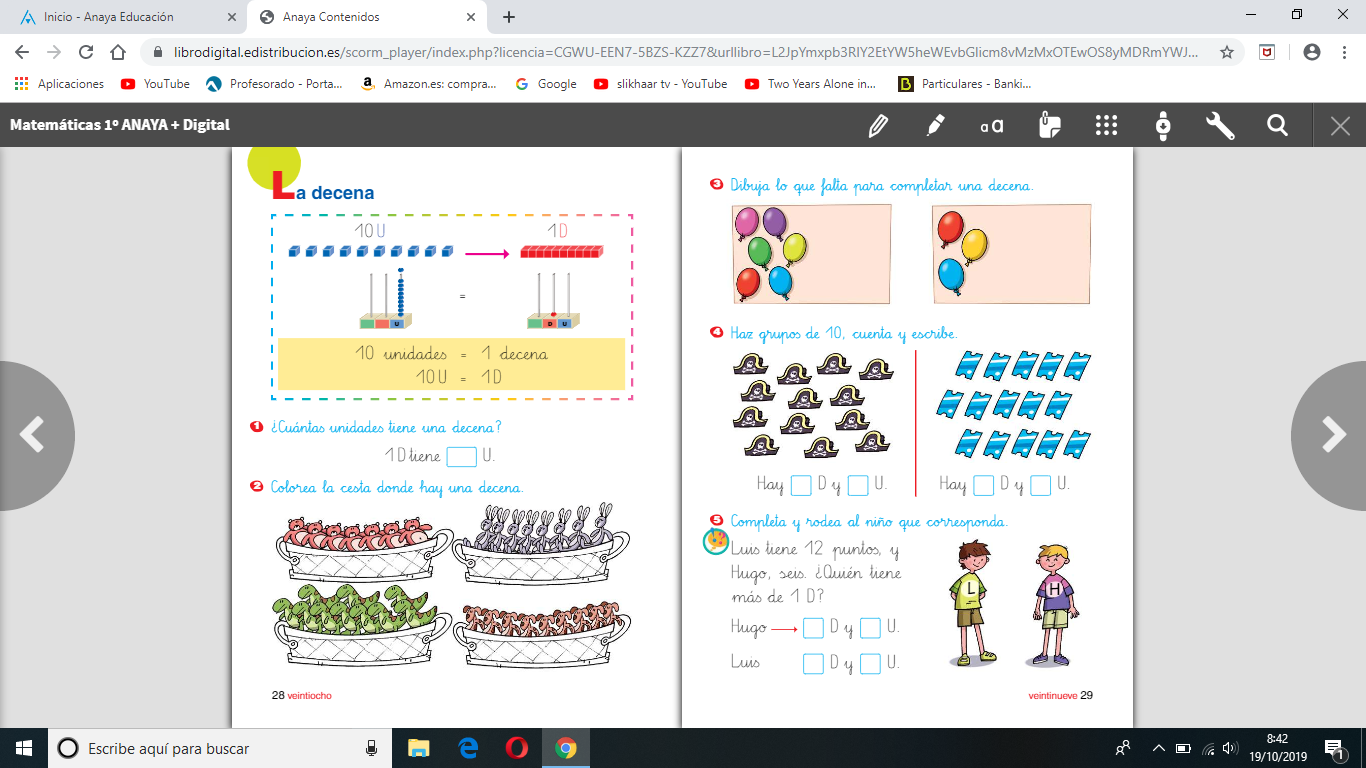 Inicio - Anaya Educación
Anaya Contenidos
librodigital.edistribucion.es/scorm_player/index.php?licencia=CGWU-EEN7-5BZS-KZZ7&urllibro=
Aplicaciones
YouTube
Profesorado - Porta...
Amazon.es: compra...
Google
slikhaar tv - YouTube
Two Years Alone in...
Particulares - Banki...
Matemáticas 1º ANAYA + Digital
a a
La decena
10 U 1 D
=
U D U
10 unidades = 1 decena
10 U = 1 D
1 ¿Cuántas unidades tiene una decena?
1 D tiene U.
2 Colorea la cesta donde hay una decena.
28 veintiocho
3 Dibuja lo que falta para completar una decena.
4 Haz grupos de 10, cuenta y escribe.
Hay D y U. Hay D y U.
5 Completa y rodea al niño que corresponda.
Luis tiene 12 puntos, y
Hugo, seis. ¿Quién tiene
más de 1 D?
L H
Hugo D y U.
Luis D y U.
veintinueve 29
Escribe aquí para buscar
8:42
19/10/2019
1